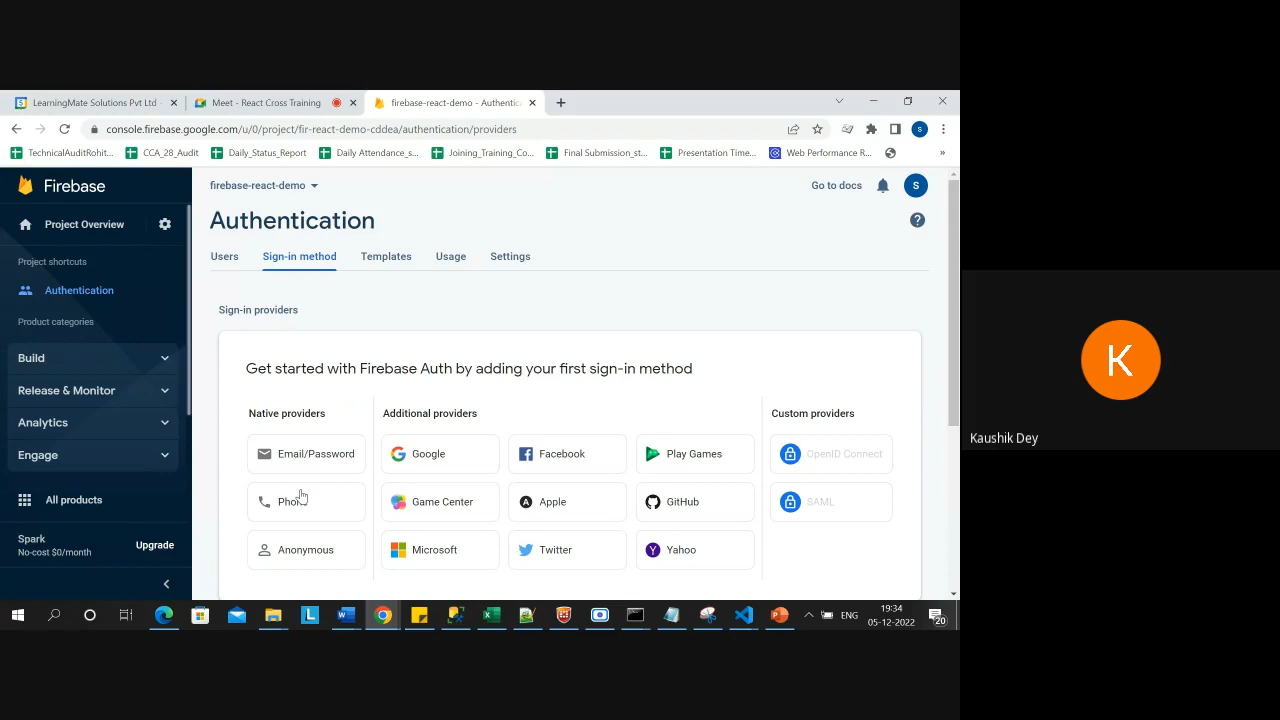 LearningMate Solutions Pvt Ltd -
Meet - React Cross Training
firebase-react-demo - Authentic
console.firebase.google.com/u/0/project/fir-react-demo-cddea/authentication/providers
S
TechnicalAuditRohit...
CCA_28_Audit
Daily_Status_Report
Daily Attendance_s...
Joining_Training_Co...
Final Submission_st...
Presentation Time...
Web Performance R...
»
Firebase
firebase-react-demo
Go to docs
S
Project Overview
Authentication
Users
Sign-in method
Templates
Usage
Settings
Project shortcuts
Authentication
Product categories
Build
Release & Monitor
Analytics
Engage
All products
Spark
No-cost $0/month
Upgrade
Sign-in providers
Get started with Firebase Auth by adding your first sign-in method
Native providers
Additional providers
Custom providers
Email/Password
Google
Facebook
Play Games
OpenID Connect
Game Center
Apple
GitHub
SAML
Anonymous
Microsoft
Twitter
Yahoo
K
Kaushik Dey
ENG
19:34
05-12-2022
20